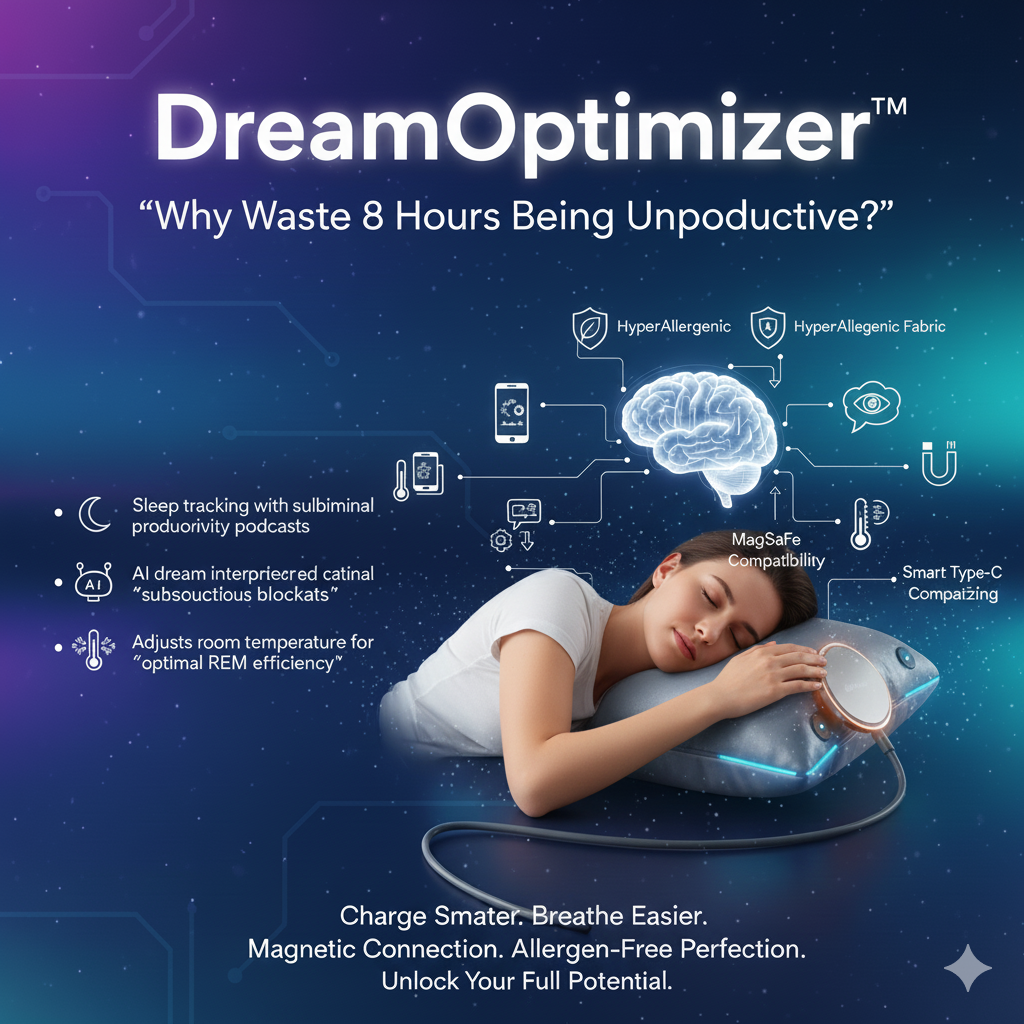 DreamOptimizer™
“Why Waste 8 Hours Being Unpoductive?”
HyperAllergenic
HyperAllegenic Fabric
Sleep tracking with sulbiminal
produorivity podcasts
AI
AI dream interpriecred catinal
"subsouctious blockats"
Adjusts room temperature for
"optimal REM efficiency"
MagSaFe
Compatlbility
Smart Type-C
Compaizing
Charge Smater. Breathe Easier.
Magnetic Connection. Allergen-Free Perfection.
Unlock Your Full Potential.